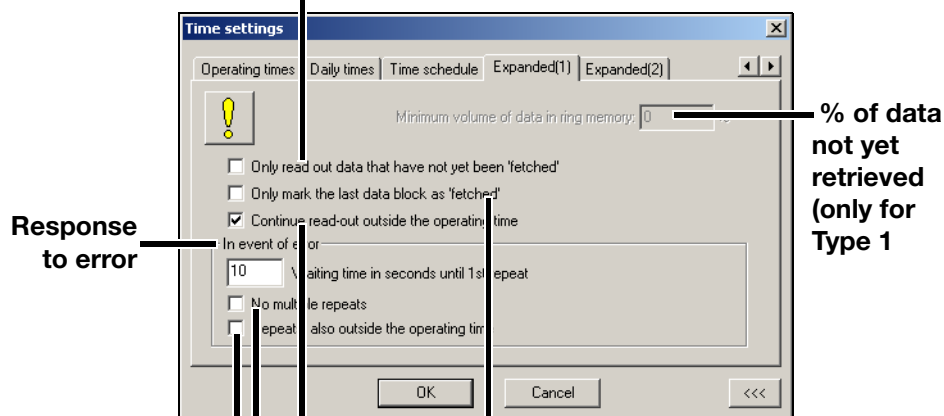 Time settings
Operating times Daily times Time schedule Expanded(1) Expanded(2)
Minimum volume of data in ring memory: 0
% of data
not yet
retrieved
(only for
Type 1
Only read out data that have not yet been 'fetched'
Only mark the last data block as 'fetched'
Continue read-out outside the operating time
Response
to error
In event of error
10 Waiting time in seconds until 1st repeat
No multiple repeats
Repeats also outside the operating time
OK Cancel <<<